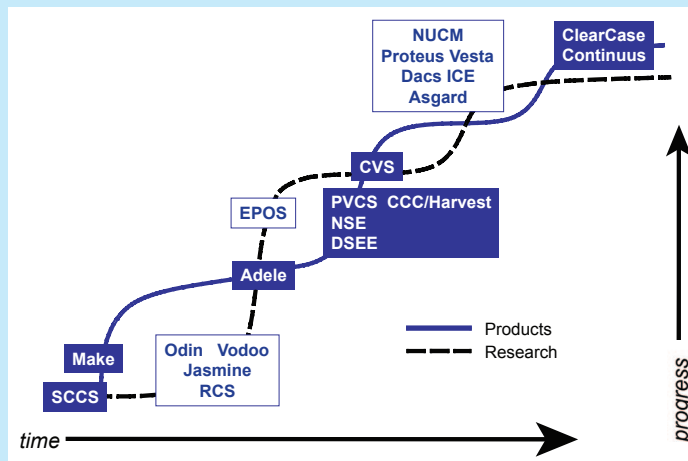 NUCM
Proteus Vesta
Dacs ICE
Asgard
ClearCase
Continuus
CVS
EPOS
PVCS CCC/Harvest
NSE
DSEE
Adele
Make
Odin Vodoo
Jasmine
RCS
SCCS
Products
Research
time
progress